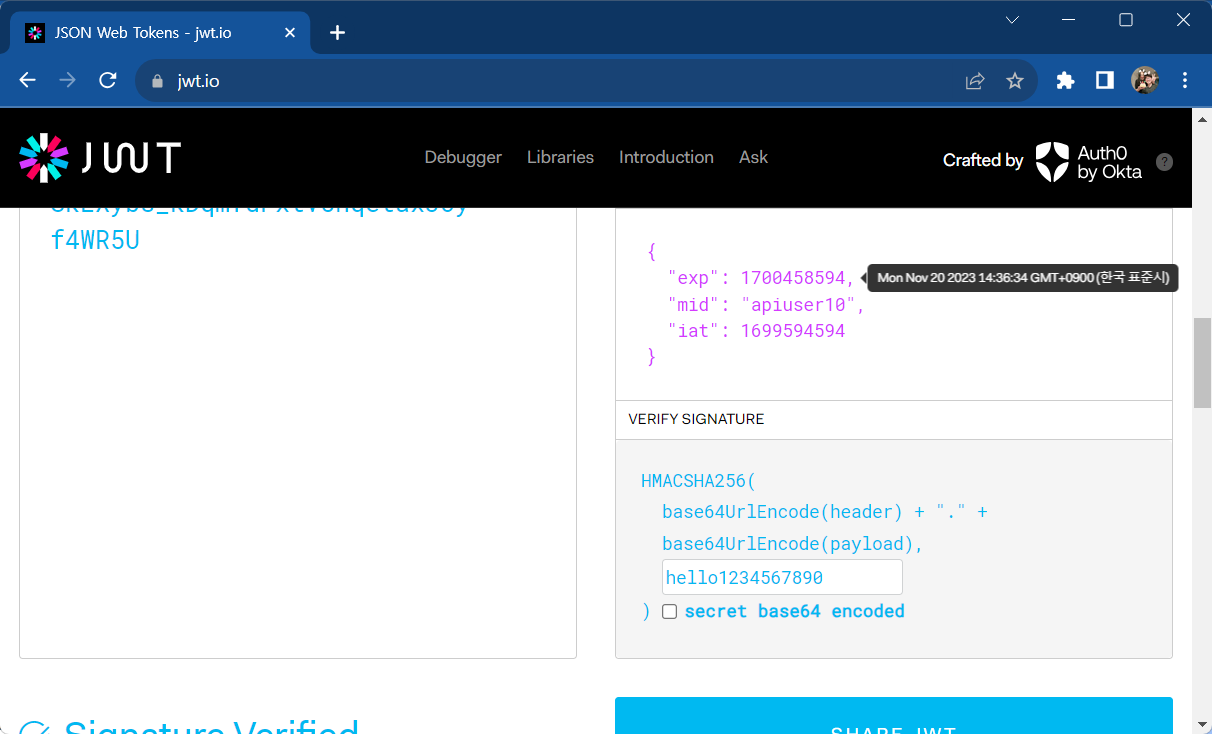 JSON Web Tokens - jwt.io
jwt.io
JWT
Debugger Libraries Introduction Ask
Crafted by
Auth0
by Okta
?
f4WR5U
{
"exp": 1700458594,
Mon Nov 20 2023 14:36:34 GMT+0900 (한국 표준시)
"mid": "apiuser10",
"iat": 1699594594
}
VERIFY SIGNATURE
HMACSHA256(
base64UrlEncode(header) + "." +
base64UrlEncode(payload),
hello1234567890
) secret base64 encoded
Signature Verified
SHARE JWT